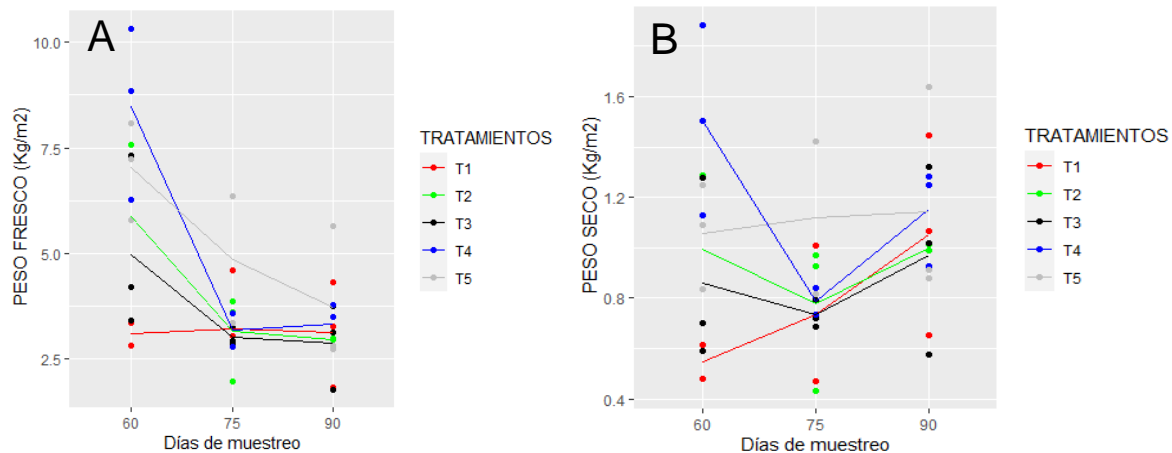 A
PESO FRESCO (Kg/m2)
10.0
7.5
5.0
2.5
60
75
90
Días de muestreo
TRATAMIENTOS
T1
T2
T3
T4
T5
B
PESO SECO (Kg/m2)
1.6
1.2
0.8
0.4
60
75
90
Días de muestreo
TRATAMIENTOS
T1
T2
T3
T4
T5